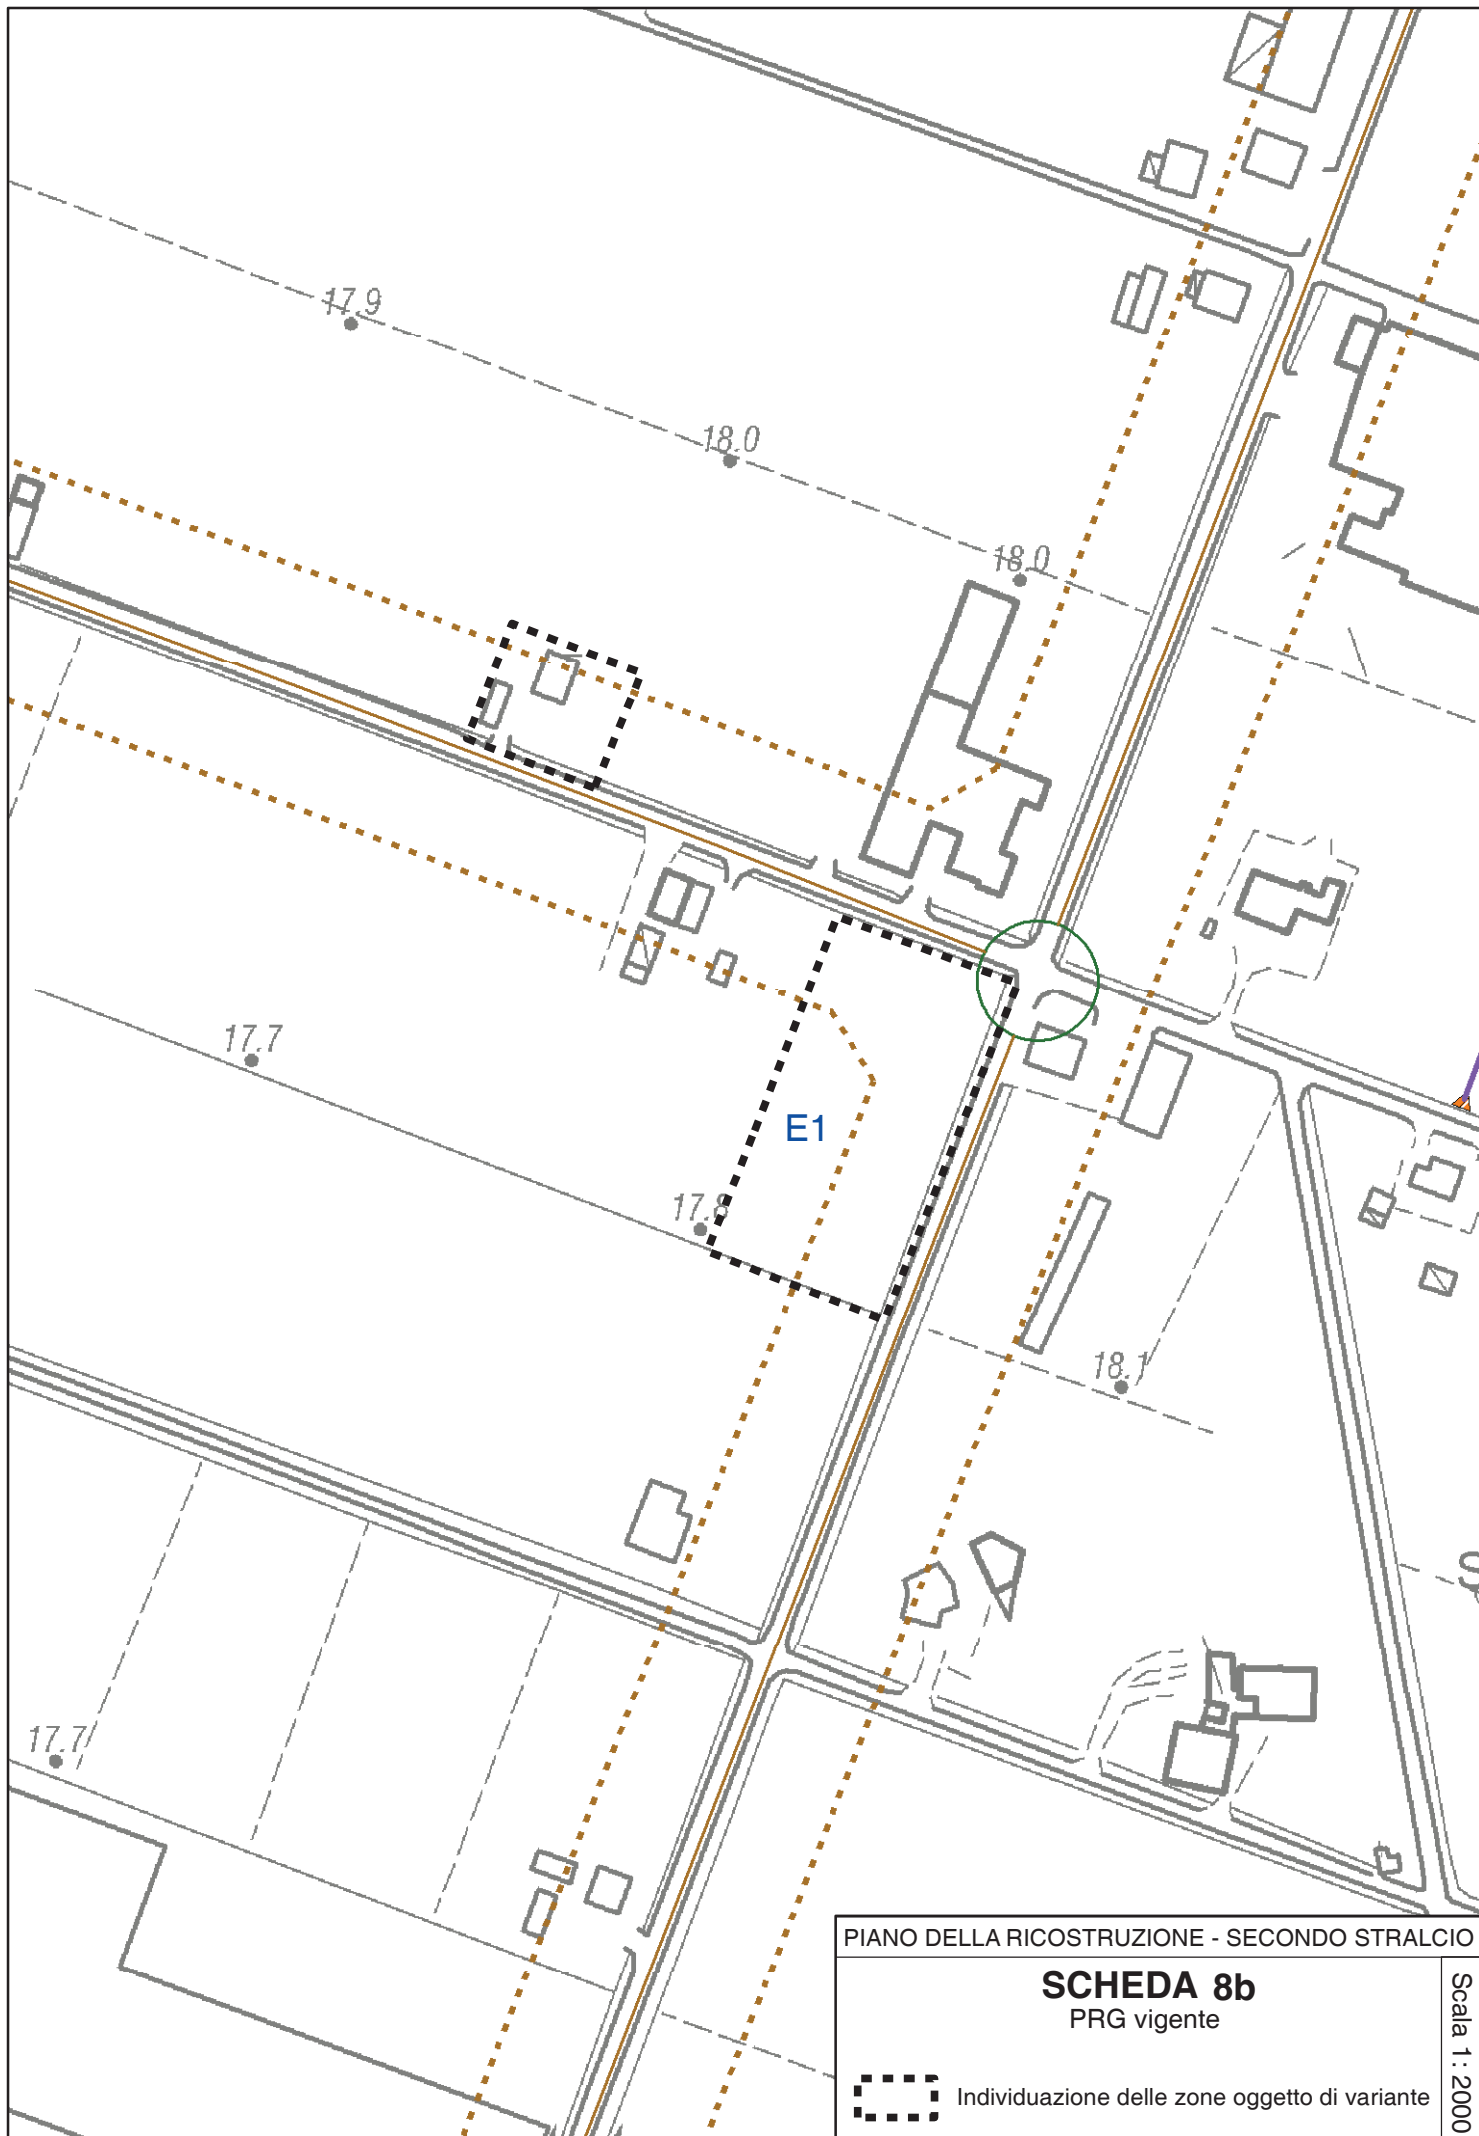 17.9
18.0
18.0
17.7
E1
17.8
18.1
17.7
PIANO DELLA RICOSTRUZIONE - SECONDO STRALCIO
SCHEDA 8b
PRG vigente
Individuazione delle zone oggetto di variante
Scala 1: 2000